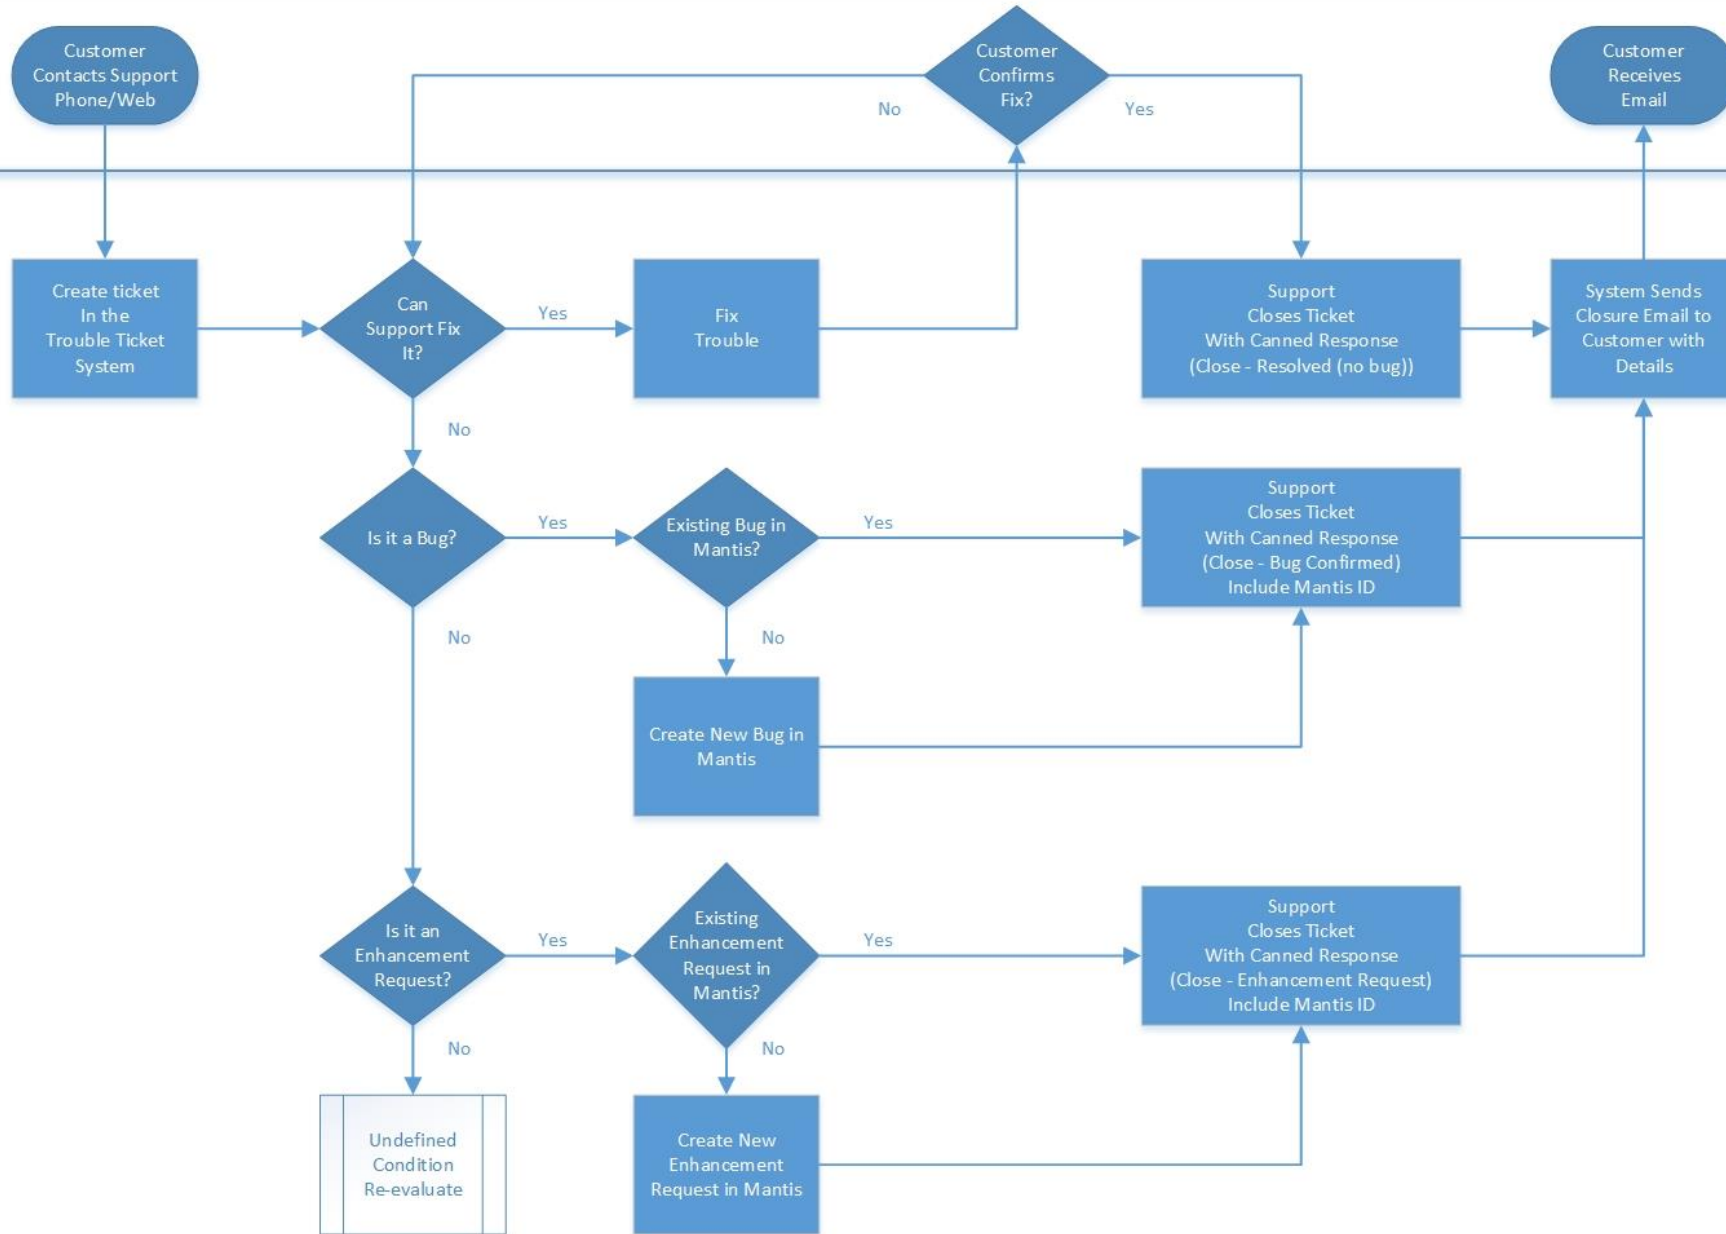 Customer
Contacts Support
Phone/Web
Customer
Confirms
Fix?
Customer
Receives
Email
No
Yes
Create ticket
In the
Trouble Ticket
System
Can
Support Fix
It?
Yes
Fix
Trouble
Support
Closes Ticket
With Canned Response
(Close - Resolved (no bug))
System Sends
Closure Email to
Customer with
Details
No
Is it a Bug?
Yes
Existing Bug in
Mantis?
Yes
Support
Closes Ticket
With Canned Response
(Close - Bug Confirmed)
Include Mantis ID
No
No
Create New Bug in
Mantis
Is it an
Enhancement
Request?
Yes
Existing
Enhancement
Request in
Mantis?
Yes
Support
Closes Ticket
With Canned Response
(Close - Enhancement Request)
Include Mantis ID
No
No
Undefined
Condition
Re-evaluate
Create New
Enhancement
Request in Mantis